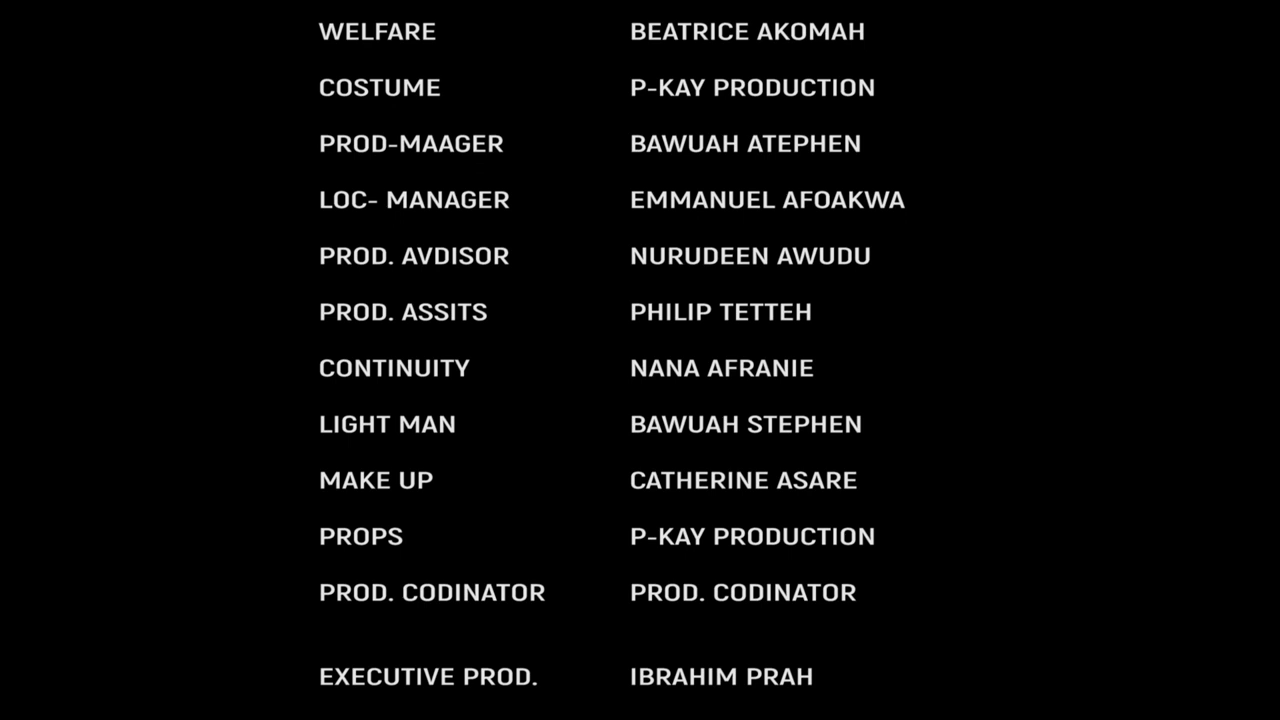 WELFARE BEATRICE AKOMAH
COSTUME P-KAY PRODUCTION
PROD-MAAGER BAWUAH ATEPHEN
LOC- MANAGER EMMANUEL AFOAKWA
PROD. AVDISOR NURUDEEN AWUDU
PROD. ASSITS PHILIP TETTEH
CONTINUITY NANA AFRANIE
LIGHT MAN BAWUAH STEPHEN
MAKE UP CATHERINE ASARE
PROPS P-KAY PRODUCTION
PROD. CODINATOR PROD. CODINATOR
EXECUTIVE PROD. IBRAHIM PRAH